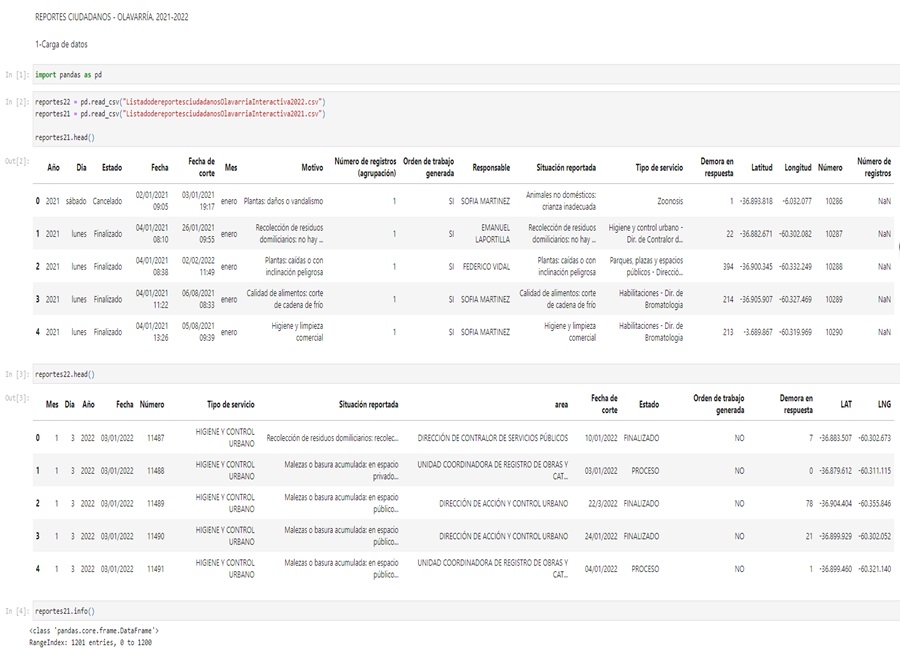 REPORTES CIUDADANOS - OLAVARRÍA, 2021-2022
1-Carga de datos
In [1]: import pandas as pd
In [2]: reportes22 = pd.read_csv("ListadodereportesciudadanosOlavarriaInteractiva2022.csv")
reportes21 = pd.read_csv("ListadodereportesciudadanosOlavarriaInteractiva2021.csv")
reportes21.head()
Out[2]:
Año Dia Estado Fecha Fecha de corte Mes Motivo Número de registros (agrupación) Orden de trabajo generada Responsable Situación reportada Tipo de servicio Demora en respuesta Latitud Longitud Número Número de registros
0 2021 sábado Cancelado 02/01/2021 09:05 03/01/2021 19:17 enero Plantas: daños o vandalismo 1 SI SOFIA MARTINEZ Animales no domésticos: crianza inadecuada Zoonosis 1 -36.893.818 -6.032.077 10286 NaN
1 2021 lunes Finalizado 04/01/2021 08:10 26/01/2021 09:55 enero Recolección de residuos domiciliarios: no hay ... 1 SI EMANUEL LAPORTILLA Recolección de residuos domiciliarios: no hay ... Higiene y control urbano - Dir. de Contralor d... 22 -36.882.671 -60.302.082 10287 NaN
2 2021 lunes Finalizado 04/01/2021 08:38 02/02/2022 11:49 enero Plantas: caídas o con inclinación peligrosa 1 SI FEDERICO VIDAL Plantas: caídas o con inclinación peligrosa Parques, plazas y espacios públicos - Direcció... 394 -36.900.345 -60.332.249 10288 NaN
3 2021 lunes Finalizado 04/01/2021 11:22 06/08/2021 08:33 enero Calidad de alimentos: corte de cadena de frío 1 SI SOFIA MARTINEZ Calidad de alimentos: corte de cadena de frío Habilitaciones - Dir. de Bromatologia 214 -36.905.907 -60.327.469 10289 NaN
4 2021 lunes Finalizado 04/01/2021 13:26 05/08/2021 09:39 enero Higiene y limpieza comercial 1 SI SOFIA MARTINEZ Higiene y limpieza comercial Habilitaciones - Dir. de Bromatologia 213 -3.689.867 -60.319.969 10290 NaN
In [3]: reportes22.head()
Out[3]:
Mes Dia Año Fecha Número Tipo de servicio Situación reportada area Fecha de corte Estado Orden de trabajo generada Demora en respuesta LAT LNG
0 1 3 2022 03/01/2022 11487 HIGIENE Y CONTROL URBANO Recolección de residuos domiciliarios: recolec... DIRECCIÓN DE CONTRALOR DE SERVICIOS PÚBLICOS 10/01/2022 FINALIZADO NO 7 -36.883.507 -60.302.673
1 1 3 2022 03/01/2022 11488 HIGIENE Y CONTROL URBANO Malezas o basura acumulada: en espacio privado... UNIDAD COORDINADORA DE REGISTRO DE OBRAS Y CAT... 03/01/2022 PROCESO NO 0 -36.879.612 -60.311.115
2 1 3 2022 03/01/2022 11489 HIGIENE Y CONTROL URBANO Malezas o basura acumulada: en espacio público... DIRECCIÓN DE ACCIÓN Y CONTROL URBANO 22/3/2022 FINALIZADO NO 78 -36.904.404 -60.355.846
3 1 3 2022 03/01/2022 11490 HIGIENE Y CONTROL URBANO Malezas o basura acumulada: en espacio público... DIRECCIÓN DE ACCIÓN Y CONTROL URBANO 24/01/2022 FINALIZADO NO 21 -36.899.929 -60.302.052
4 1 3 2022 03/01/2022 11491 HIGIENE Y CONTROL URBANO Malezas o basura acumulada: en espacio público... UNIDAD COORDINADORA DE REGISTRO DE OBRAS Y CAT... 04/01/2022 PROCESO NO 1 -36.899.460 -60.321.140
In [4]: reportes21.info()
<class 'pandas.core.frame.DataFrame'>
RangeIndex: 1201 entries, 0 to 1200